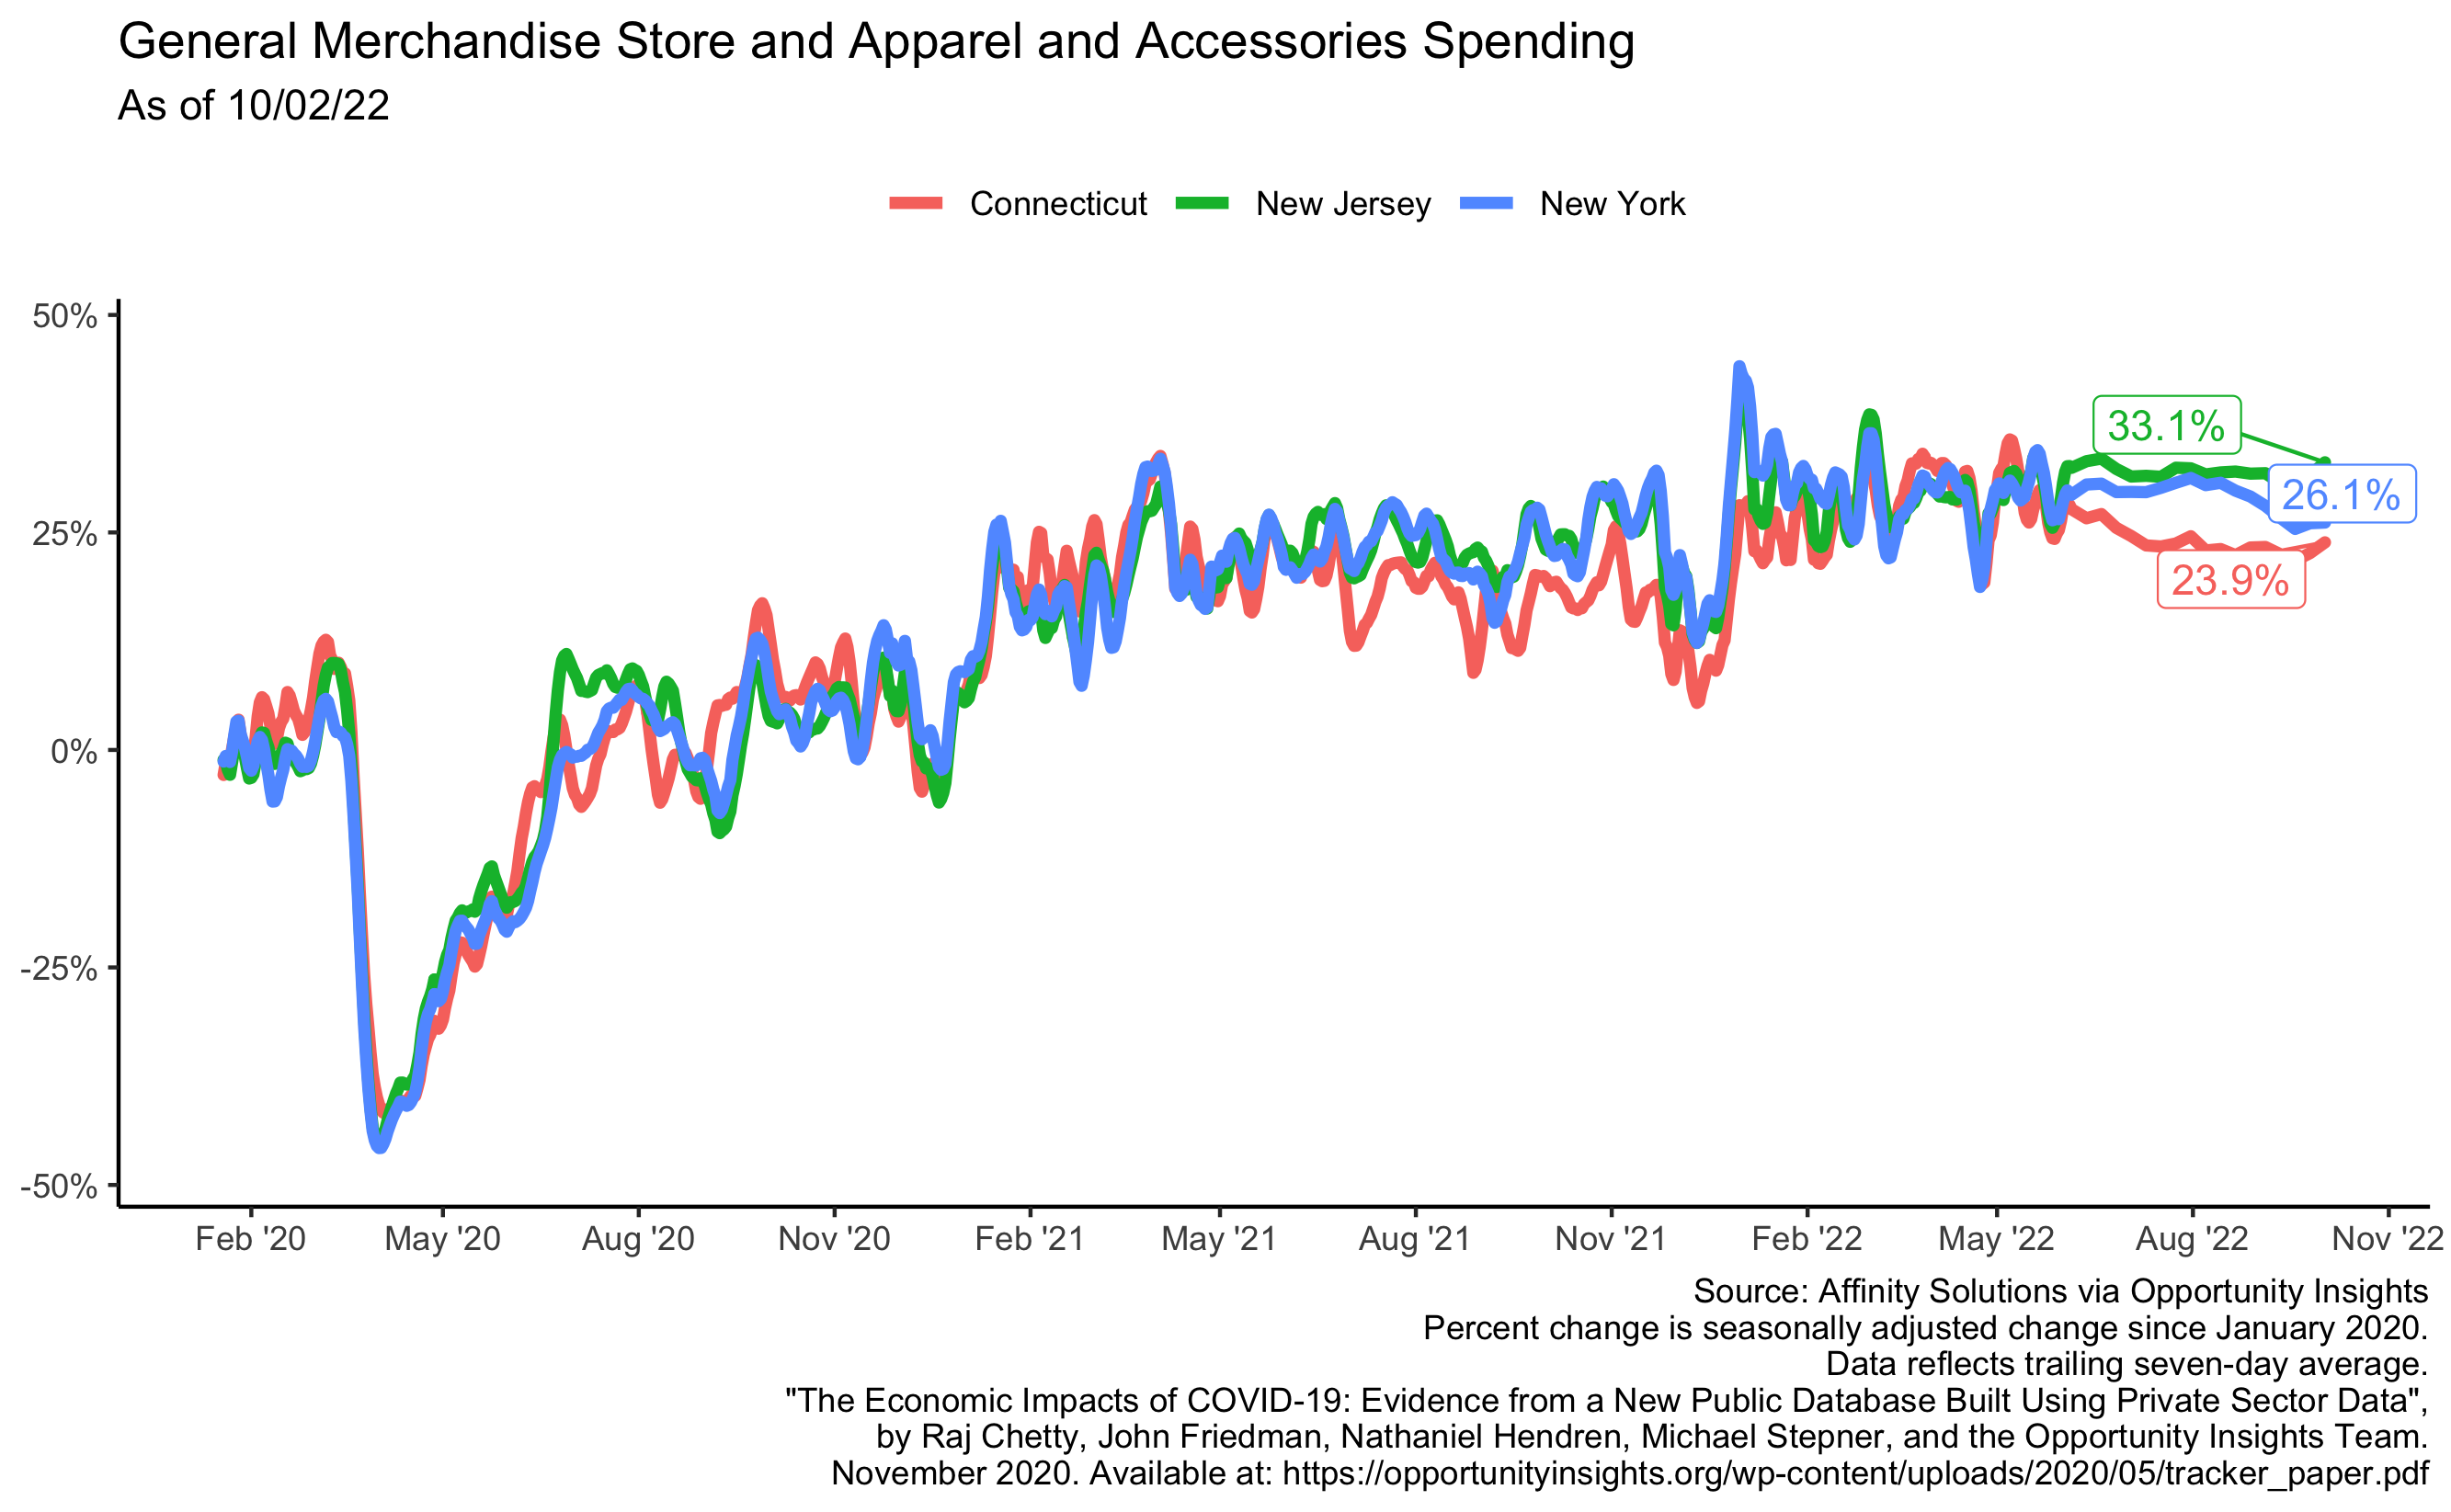 General Merchandise Store and Apparel and Accessories Spending
As of 10/02/22
Connecticut New Jersey New York
50%
25%
0%
-25%
-50%
33.1%
26.1%
23.9%
Feb '20 May '20 Aug '20 Nov '20 Feb '21 May '21 Aug '21 Nov '21 Feb '22 May '22 Aug '22 Nov '22
Source: Affinity Solutions via Opportunity Insights
Percent change is seasonally adjusted change since January 2020.
Data reflects trailing seven-day average.
"The Economic Impacts of COVID-19: Evidence from a New Public Database Built Using Private Sector Data",
by Raj Chetty, John Friedman, Nathaniel Hendren, Michael Stepner, and the Opportunity Insights Team.
November 2020. Available at: https://opportunityinsights.org/wp-content/uploads/2020/05/tracker_paper.pdf